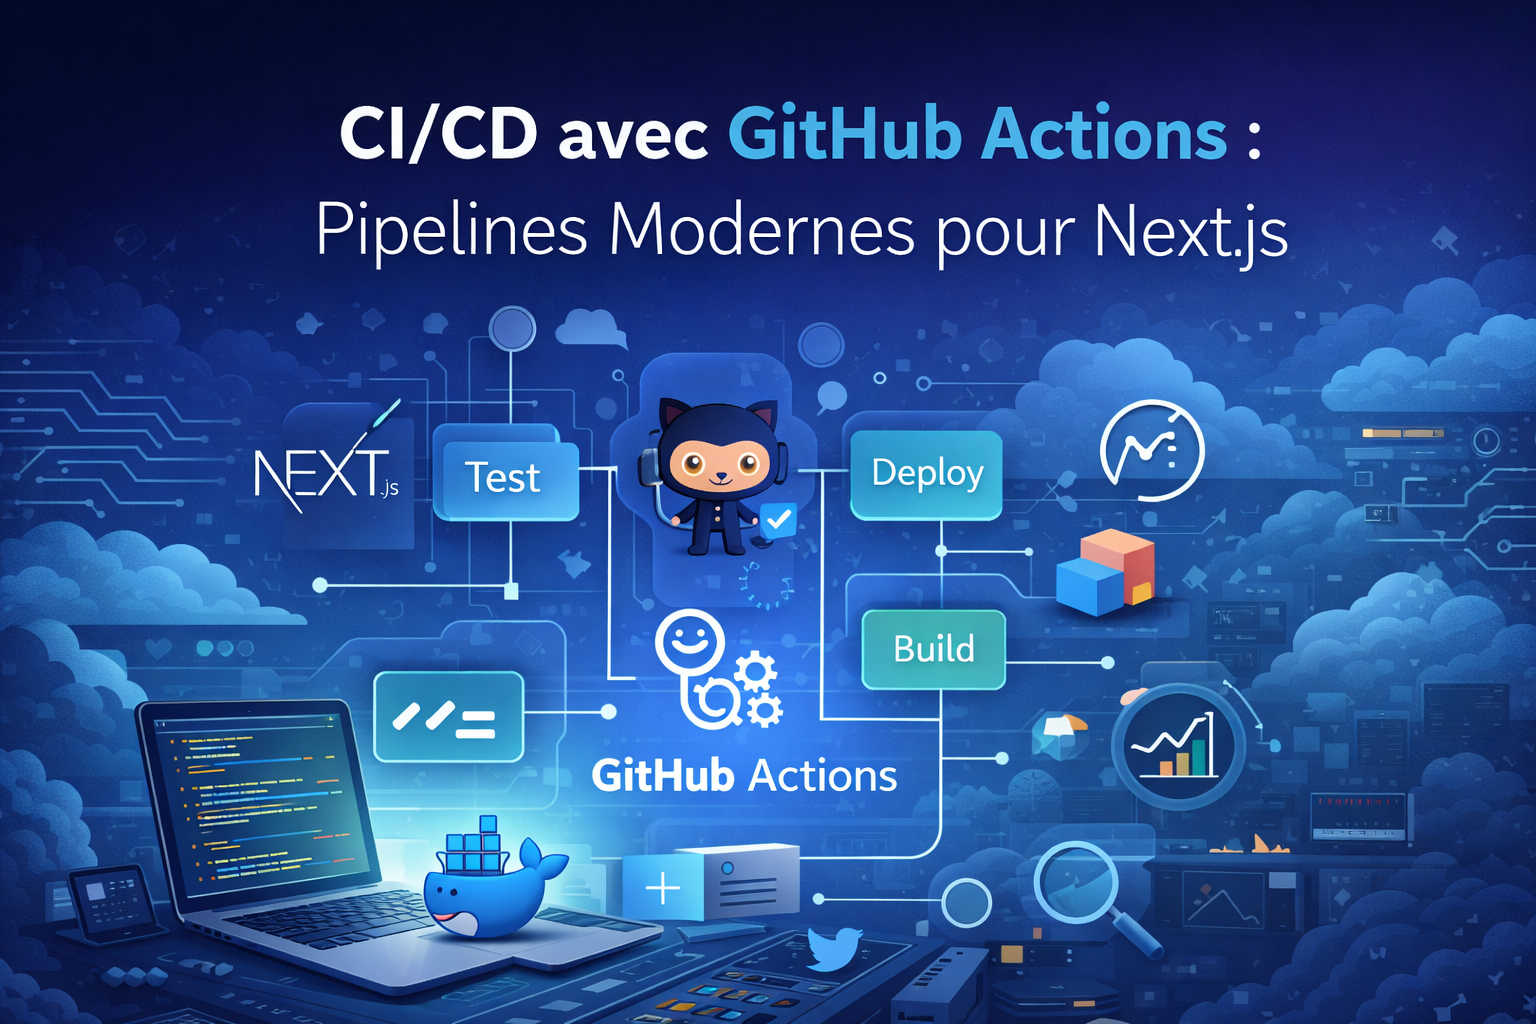 CI/CD avec GitHub Actions :
Pipelines Modernes pour Next.js
NEXT.js
Test
Deploy
Build
GitHub Actions